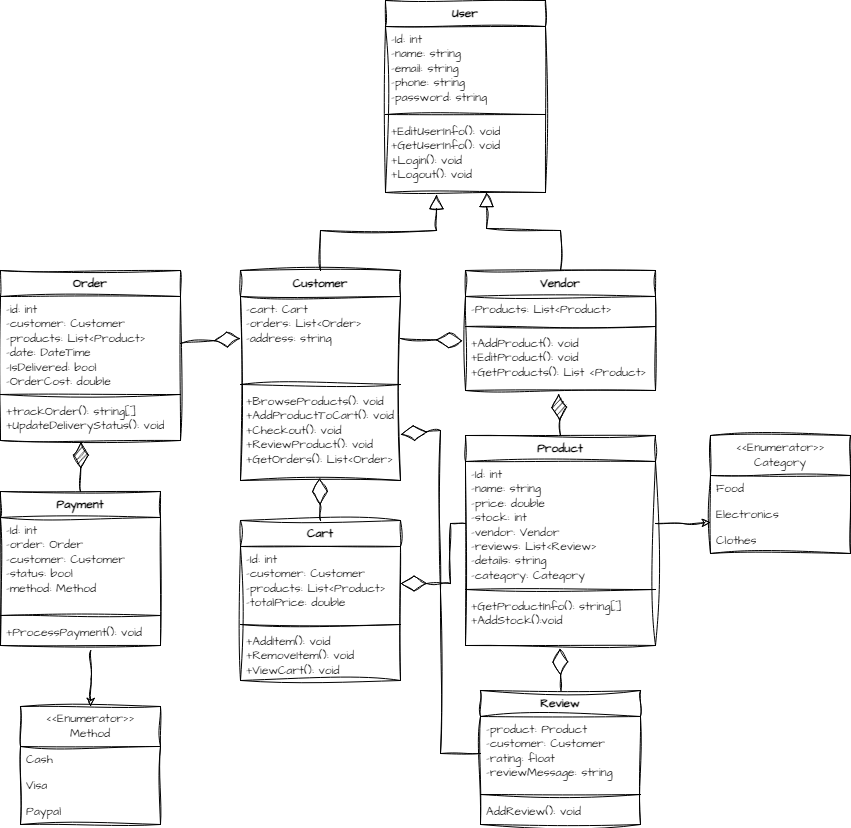 User
-Id: int
-name: string
-email: string
-phone: string
-password: string
+EditUserInfo(): void
+GetUserInfo(): void
+Login(): void
+Logout(): void
Order
-id: int
-customer: Customer
-products: List<Product>
-date: DateTime
-IsDelivered: bool
-OrderCost: double
+trackOrder(): string[]
+UpdateDeliveryStatus(): void
Customer
-cart: Cart
-orders: List<Order>
-address: string
+BrowseProducts(): void
+AddProductToCart(): void
+Checkout(): void
+ReviewProduct(): void
+GetOrders(): List<Order>
Vendor
-Products: List<Product>
+AddProduct(): void
+EditProduct(): void
+GetProducts(): List <Product>
Payment
-Id: int
-order: Order
-customer: Customer
-status: bool
-method: Method
+ProcessPayment(): void
Cart
-Id: int
-customer: Customer
-products: List<Product>
-totalPrice: double
+AddItem(): void
+RemoveItem(): void
+ViewCart(): void
Product
-Id: int
-name: string
-price: double
-stock: int
-vendor: Vendor
-reviews: List<Review>
-details: string
-category: Category
+GetProductInfo(): string[]
+AddStock():void
<<Enumerator>>
Category
Food
Electronics
Clothes
<<Enumerator>>
Method
Cash
Visa
Paypal
Review
-product: Product
-customer: Customer
-rating: float
-reviewMessage: string
AddReview(): void